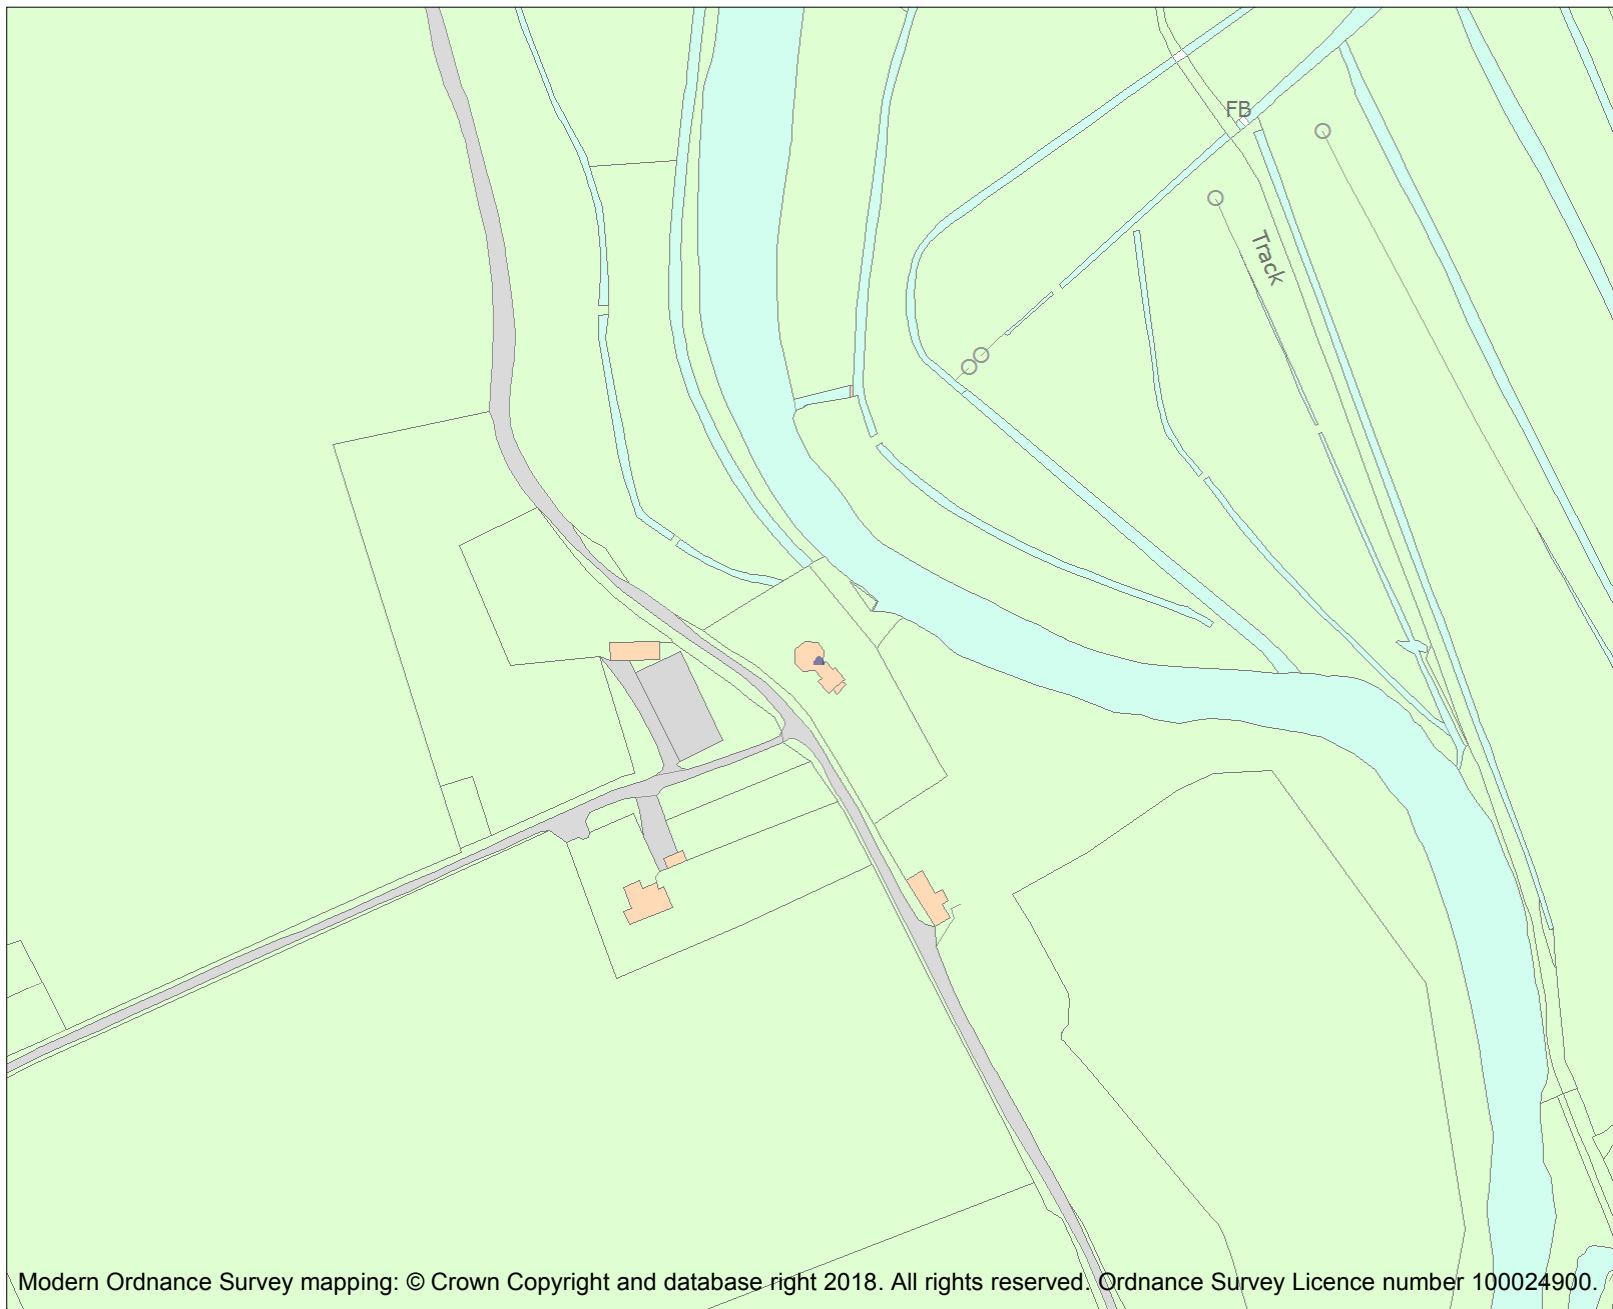 FB
Track
Modern Ordnance Survey mapping: © Crown Copyright and database right 2018. All rights reserved. Ordnance Survey Licence number 100024900.